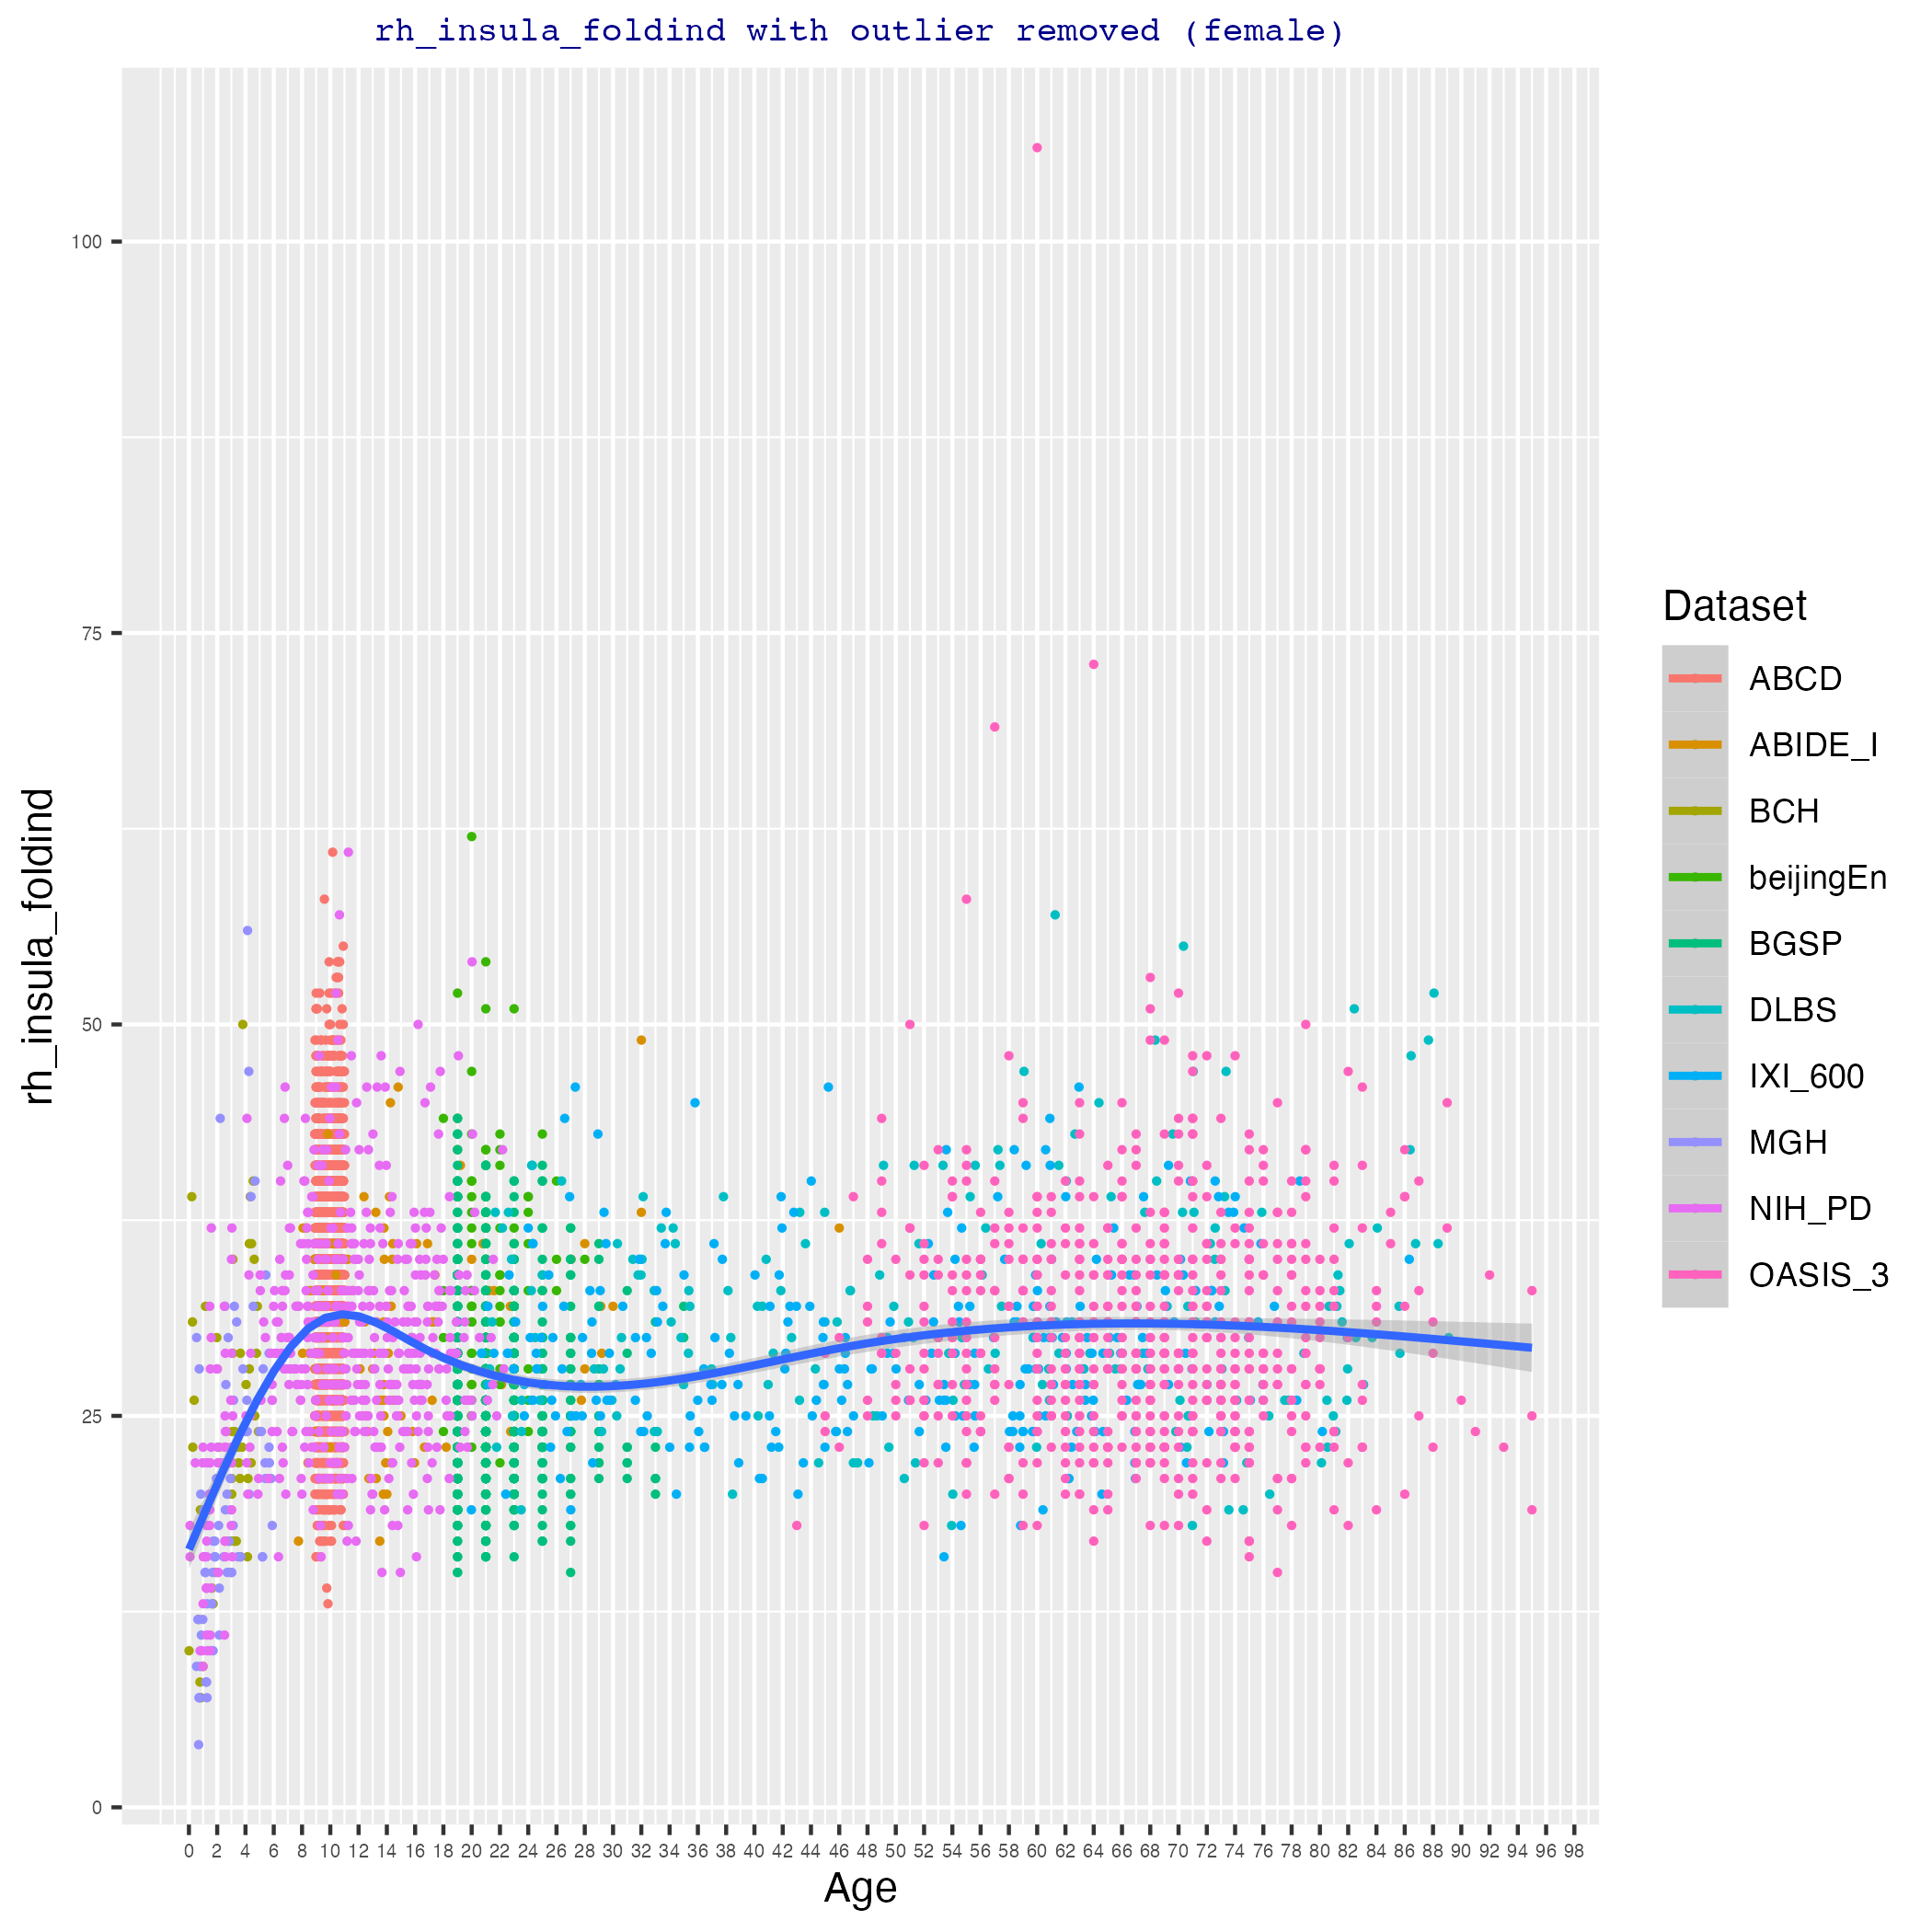 rh_insula_foldind with outlier removed (female)
100
75
50
25
0
rh_insula_foldind
0 2 4 6 8 10 12 14 16 18 20 22 24 26 28 30 32 34 36 38 40 42 44 46 48 50 52 54 56 58 60 62 64 66 68 70 72 74 76 78 80 82 84 86 88 90 92 94 96 98
Age
Dataset
ABCD
ABIDE_I
BCH
beijingEn
BGSP
DLBS
IXI_600
MGH
NIH_PD
OASIS_3